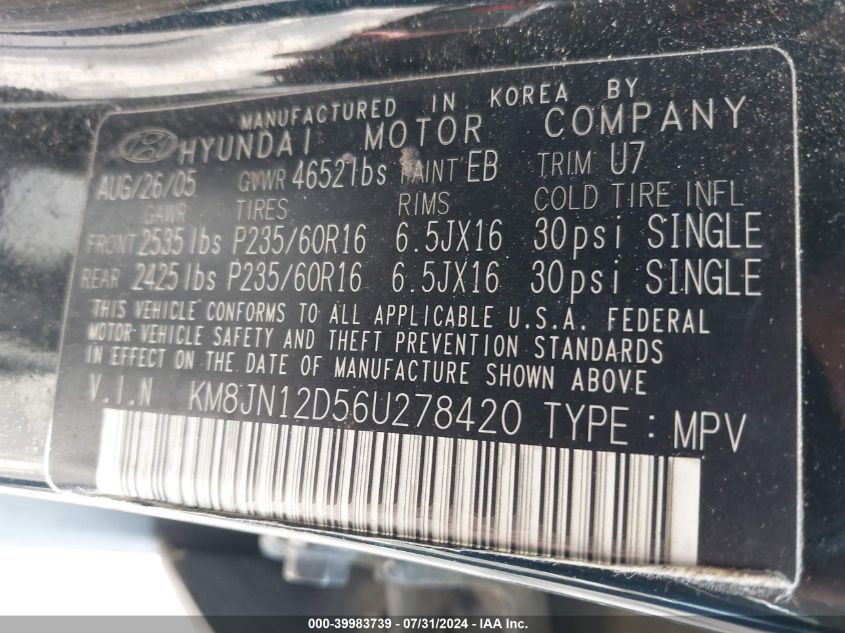 MANUFACTURED IN KOREA BY
HYUNDAI MOTOR COMPANY
AUG/26/05 GVWR 4652lbs PAINT EB TRIM U7
GAWR TIRES RIMS COLD TIRE INFL
FRONT 2535lbs P235/60R16 6.5JX16 30psi SINGLE
REAR 2425lbs P235/60R16 6.5JX16 30psi SINGLE
THIS VEHICLE CONFORMS TO ALL APPLICABLE U.S.A. FEDERAL
MOTOR-VEHICLE SAFETY AND THEFT PREVENTION STANDARDS
IN EFFECT ON THE DATE OF MANUFACTURE SHOWN ABOVE
V.I.N KM8JN12D56U278420 TYPE : MPV
000-39983739 - 07/31/2024 - © IAA, Inc.